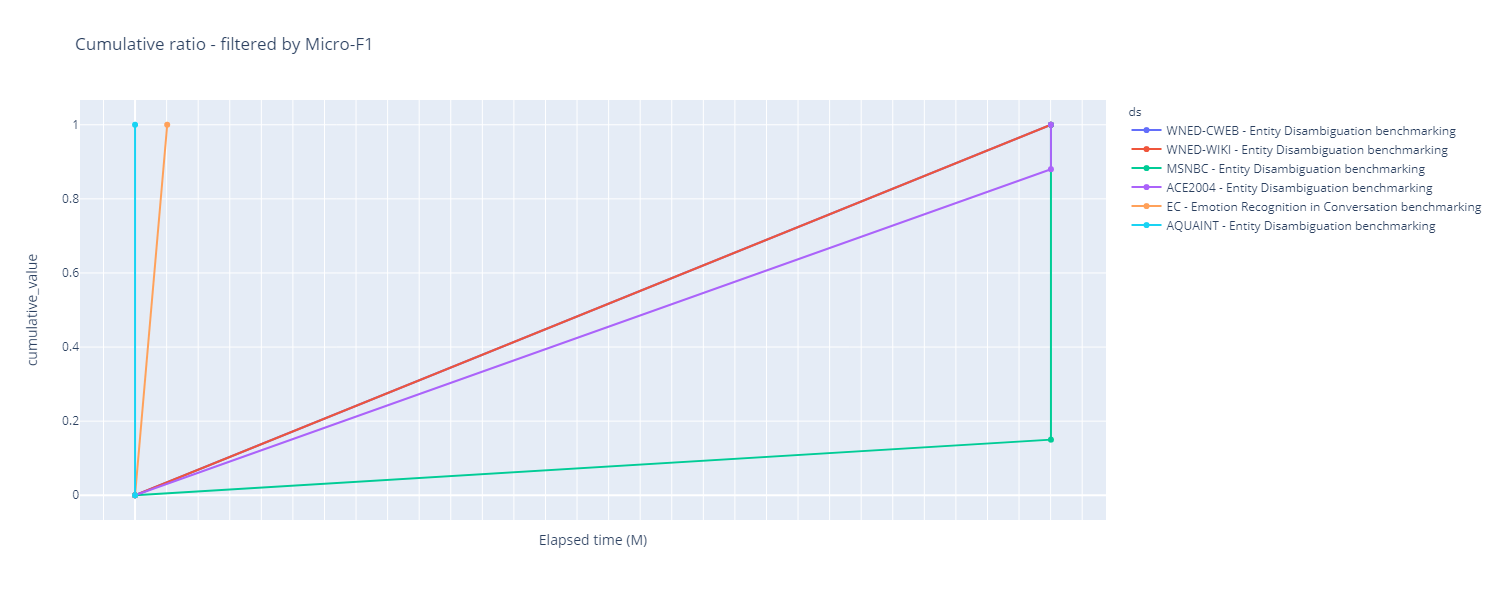 Cumulative ratio - filtered by Micro-F1
cumulative_value
1
0.8
0.6
0.4
0.2
0
Elapsed time (M)
ds
WNED-CWEB - Entity Disambiguation benchmarking
WNED-WIKI - Entity Disambiguation benchmarking
MSNBC - Entity Disambiguation benchmarking
ACE2004 - Entity Disambiguation benchmarking
EC - Emotion Recognition in Conversation benchmarking
AQUAINT - Entity Disambiguation benchmarking